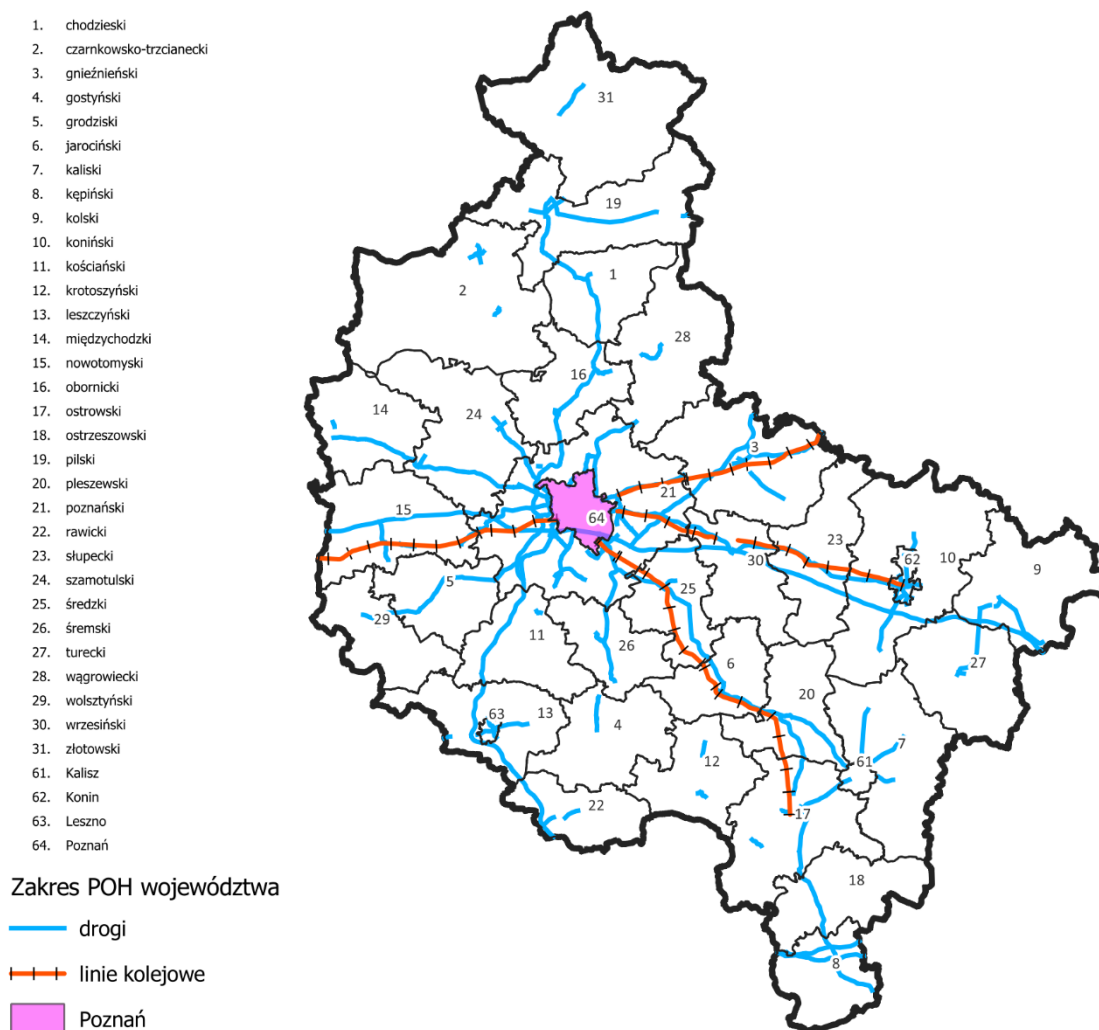 1. chodzieski
2. czarnkowsko-trzcianecki
3. gnieźnieński
4. gostyński
5. grodziski
6. jarociński
7. kaliski
8. kępiński
9. kolski
10. koniński
11. kościański
12. krotoszyński
13. leszczyński
14. międzychodzki
15. nowotomyski
16. obornicki
17. ostrowski
18. ostrzeszowski
19. pilski
20. pleszewski
21. poznański
22. rawicki
23. słupecki
24. szamotulski
25. średzki
26. śremski
27. turecki
28. wągrowiecki
29. wolsztyński
30. wrzesiński
31. złotowski
61. Kalisz
62. Konin
63. Leszno
64. Poznań
Zakres POH województwa
drogi
linie kolejowe
Poznań
31
19
1
2
28
16
14
24
3
21
15
64
23
62
10
9
30
5
25
29
11
26
6
27
20
63
13
4
7
12
61
22
17
18
8